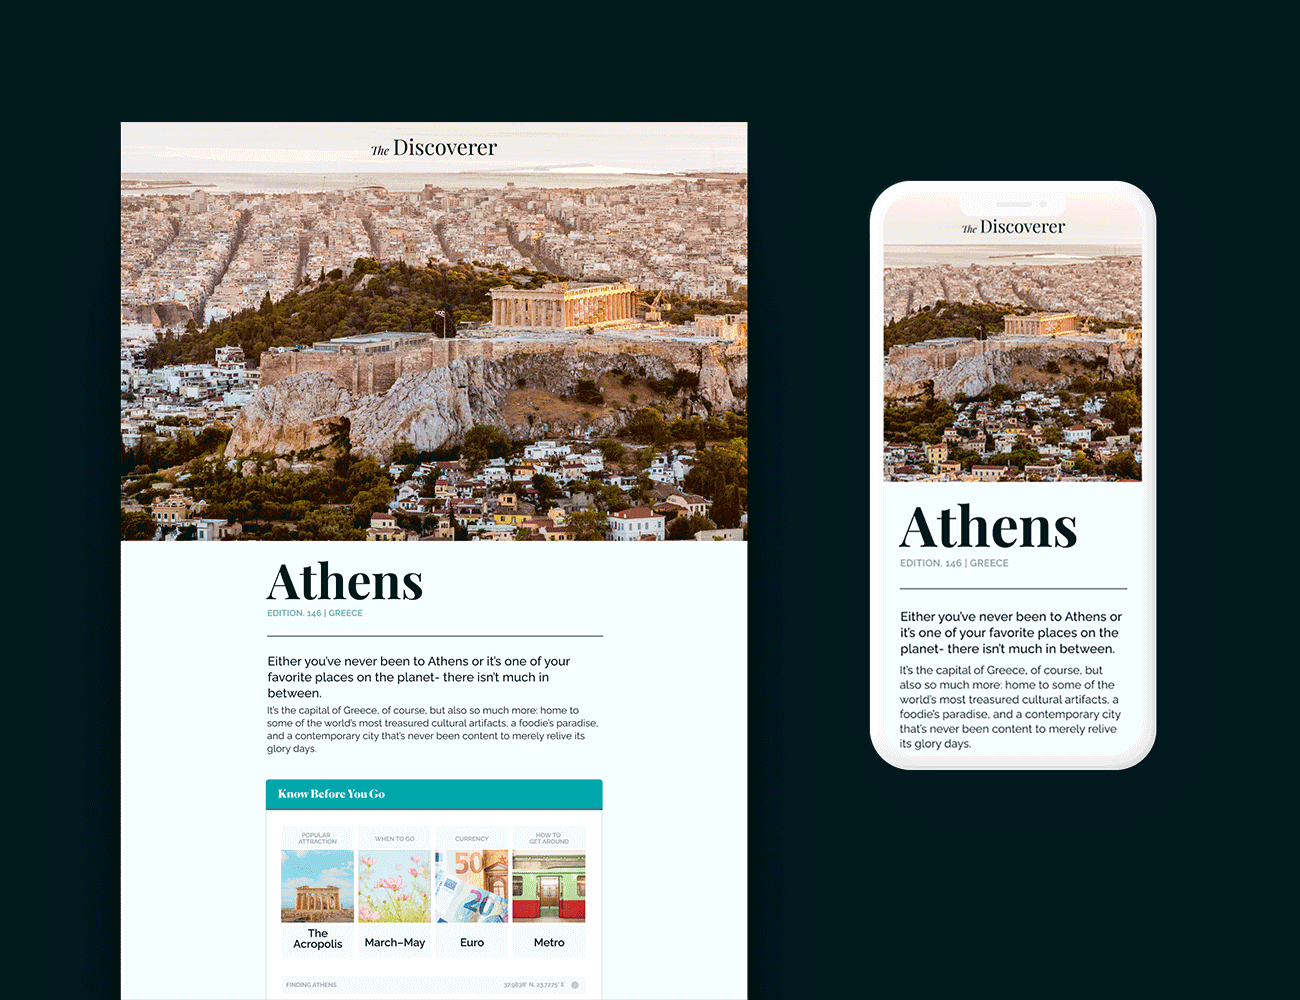 The Discoverer
Athens
EDITION. 146 | GREECE
Either you've never been to Athens or it's one of your
favorite places on the planet- there isn't much in
between.
It's the capital of Greece, of course, but also so much more: home to
some of the world's most treasured cultural artifacts, a foodie's paradise,
and a contemporary city that's never been content to merely relive its
glory days.
Know Before You Go
POPULAR
ATTRACTION
The
Acropolis
WHEN TO GO
March–May
CURRENCY
50
20
Euro
HOW TO
GET AROUND
Metro
FINDING ATHENS
37.9838° N, 23.7275° E
The Discoverer
Athens
EDITION. 146 | GREECE
Either you've never been to Athens or
it's one of your favorite places on the
planet- there isn't much in between.
It's the capital of Greece, of course, but
also so much more: home to some of the
world's most treasured cultural artifacts, a
foodie's paradise, and a contemporary city
that's never been content to merely relive
its glory days.